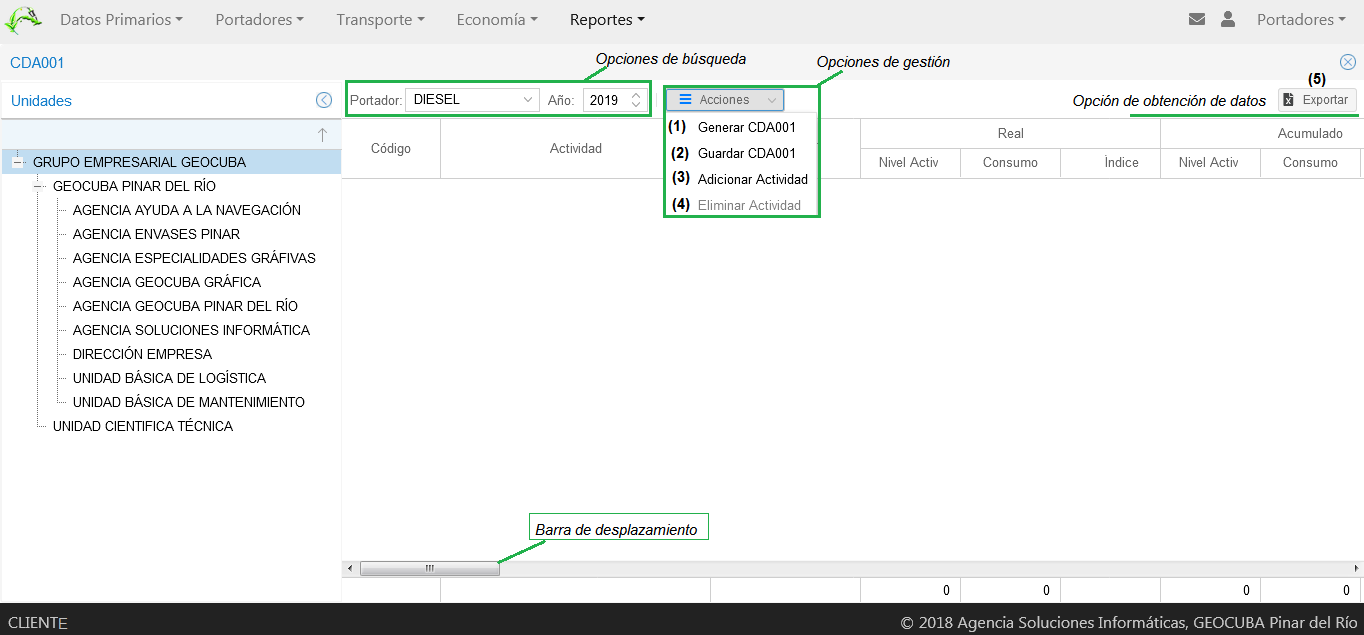 Datos Primarios Portadores Transporte Economía Reportes Portadores
CDA001
Opciones de búsqueda
Opciones de gestión
Unidades
Portador: DIESEL Año: 2019
Acciones
Opción de obtención de datos
(5)
Exportar
Código Actividad
Real Acumulado
Nivel Activ Consumo Índice Nivel Activ Consumo
(1) Generar CDA001
(2) Guardar CDA001
(3) Adicionar Actividad
(4) Eliminar Actividad
GRUPO EMPRESARIAL GEOCUBA
GEOCUBA PINAR DEL RÍO
AGENCIA AYUDA A LA NAVEGACIÓN
AGENCIA ENVASES PINAR
AGENCIA ESPECIALIDADES GRÁFIVAS
AGENCIA GEOCUBA GRÁFICA
AGENCIA GEOCUBA PINAR DEL RÍO
AGENCIA SOLUCIONES INFORMÁTICA
DIRECCIÓN EMPRESA
UNIDAD BÁSICA DE LOGÍSTICA
UNIDAD BÁSICA DE MANTENIMIENTO
UNIDAD CIENTIFICA TÉCNICA
Barra de desplazamiento
0 0 0 0
CLIENTE
© 2018 Agencia Soluciones Informáticas, GEOCUBA Pinar del Río